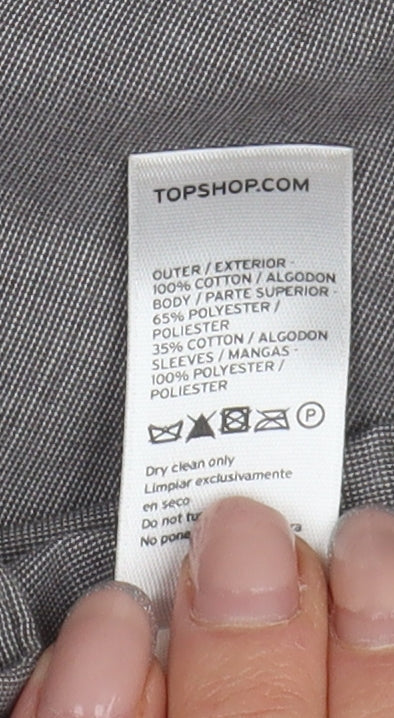 TOPSHOP.COM
OUTER / EXTERIOR -
100% COTTON / ALGODON
BODY / PARTE SUPERIOR -
65% POLYESTER /
POLIESTER
35% COTTON / ALGODON
SLEEVES / MANGAS -
100% POLYESTER /
POLIESTER
P
Dry clean only
Limpiar exclusivamente
en seco
Do not
No pone